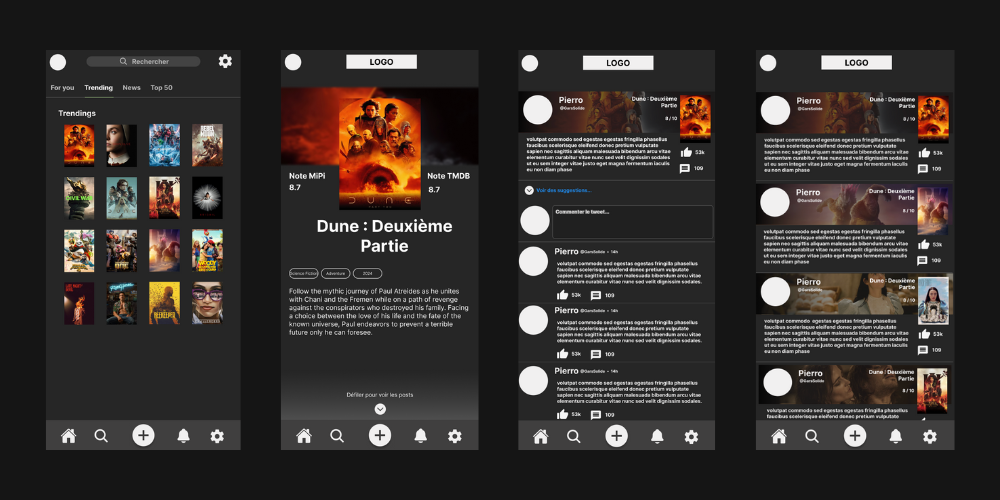 Rechercher
For you Trending News Top 50
Trendings
LOGO
Note MiPi
8.7
Note TMDB
8.7
DUNE
Dune : Deuxième
Partie
Science Fiction Adventure 2024
Follow the mythic journey of Paul Atreides as he unites
with Chani and the Fremen while on a path of revenge
against the conspirators who destroyed his family. Facing
a choice between the love of his life and the fate of the
known universe, Paul endeavors to prevent a terrible
future only he can foresee.
Défiler pour voir les posts
LOGO
Pierro
@GarsSolide
Dune : Deuxième
Partie
8 / 10
volutpat commodo sed egestas egestas fringilla phasellus
faucibus scelerisque eleifend donec pretium vulputate
sapien nec sagittis aliquam malesuada bibendum arcu vitae
elementum curabitur vitae nunc sed velit dignissim sodales
ut eu sem integer vitae justo eget magna fermentum iaculis
eu non diam phase
53k
109
Voir des suggestions...
Commenter le tweet...
Pierro @GarsSolide • 14h
volutpat commodo sed egestas egestas fringilla phasellus
faucibus scelerisque eleifend donec pretium vulputate
sapien nec sagittis aliquam malesuada bibendum arcu vitae
elementum curabitur vitae nunc sed velit dignissim sodales.
53k 109
Pierro @GarsSolide • 14h
volutpat commodo sed egestas egestas fringilla phasellus
faucibus scelerisque eleifend donec pretium vulputate
sapien nec sagittis aliquam malesuada bibendum arcu vitae
elementum curabitur vitae nunc sed velit dignissim sodales.
53k 109
Pierro @GarsSolide • 14h
volutpat commodo sed egestas egestas fringilla phasellus
faucibus scelerisque eleifend donec pretium vulputate
sapien nec sagittis aliquam malesuada bibendum arcu vitae
elementum curabitur vitae nunc sed velit dignissim sodales.
53k 109
LOGO
Pierro
@GarsSolide
Dune : Deuxième
Partie
8 / 10
volutpat commodo sed egestas egestas fringilla phasellus
faucibus scelerisque eleifend donec pretium vulputate
sapien nec sagittis aliquam malesuada bibendum arcu vitae
elementum curabitur vitae nunc sed velit dignissim sodales
ut eu sem integer vitae justo eget magna fermentum iaculis
eu non diam phase
53k
109
Pierro
@GarsSolide
Dune : Deuxième
Partie
8 / 10
volutpat commodo sed egestas egestas fringilla phasellus
faucibus scelerisque eleifend donec pretium vulputate
sapien nec sagittis aliquam malesuada bibendum arcu vitae
elementum curabitur vitae nunc sed velit dignissim sodales
ut eu sem integer vitae justo eget magna fermentum iaculis
eu non diam phase
53k
109
Pierro
@GarsSolide
Dune : Deuxième
Partie
8 / 10
volutpat commodo sed egestas egestas fringilla phasellus
faucibus scelerisque eleifend donec pretium vulputate
sapien nec sagittis aliquam malesuada bibendum arcu vitae
elementum curabitur vitae nunc sed velit dignissim sodales
ut eu sem integer vitae justo eget magna fermentum iaculis
eu non diam phase
53k
109
Pierro
@GarsSolide
Dune : Deuxième
Partie
8 / 10
volutpat commodo sed egestas egestas fringilla phasellus